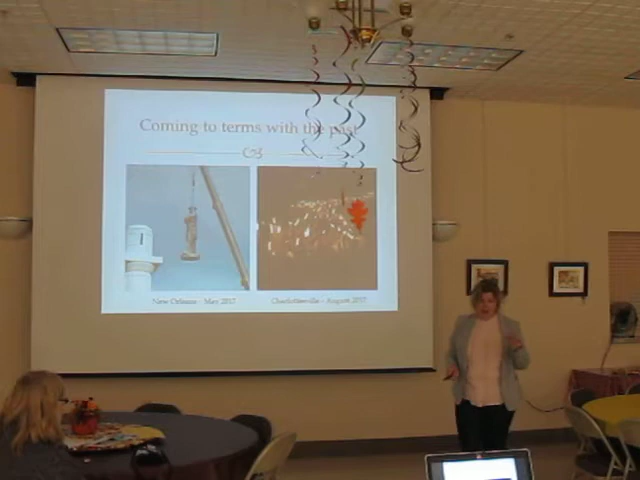 Coming to terms with the past
New Orleans - May 2017
Charlottesville - August 2017